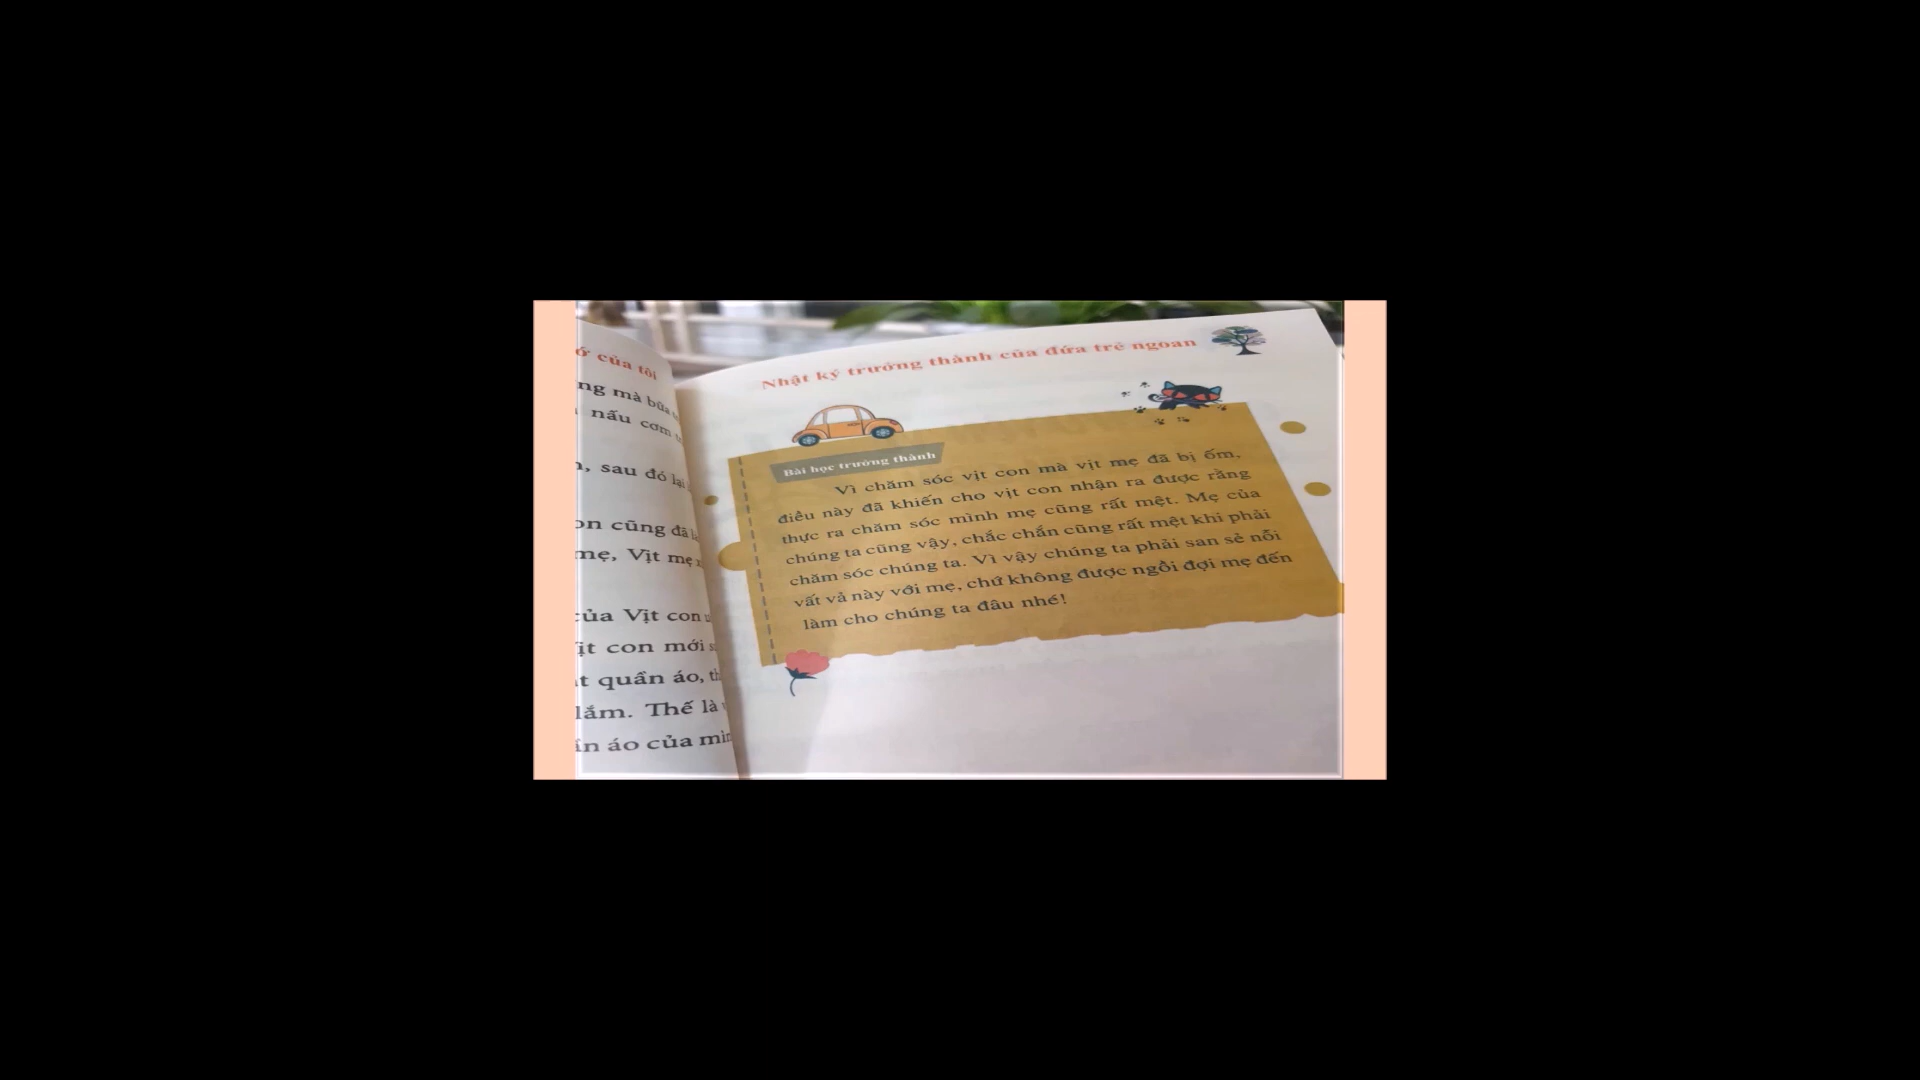 ớ của tôi
ng mà bữa
nấu cơm
, sau đó lại
on cũng đã
mẹ, Vịt mẹ
của Vịt con
ịt con mới
t quần áo,
lắm. Thế là
ần áo của
Nhật ký trưởng thành của đứa trẻ ngoan
Bài học trưởng thành
Vì chăm sóc vịt con mà vịt mẹ đã bị ốm,
điều này đã khiến cho vịt con nhận ra được rằng
thực ra chăm sóc mình mẹ cũng rất mệt. Mẹ của
chúng ta cũng vậy, chắc chắn cũng rất mệt khi phải
chăm sóc chúng ta. Vì vậy chúng ta phải san sẻ nỗi
vất vả này với mẹ, chứ không được ngồi đợi mẹ đến
làm cho chúng ta đâu nhé!